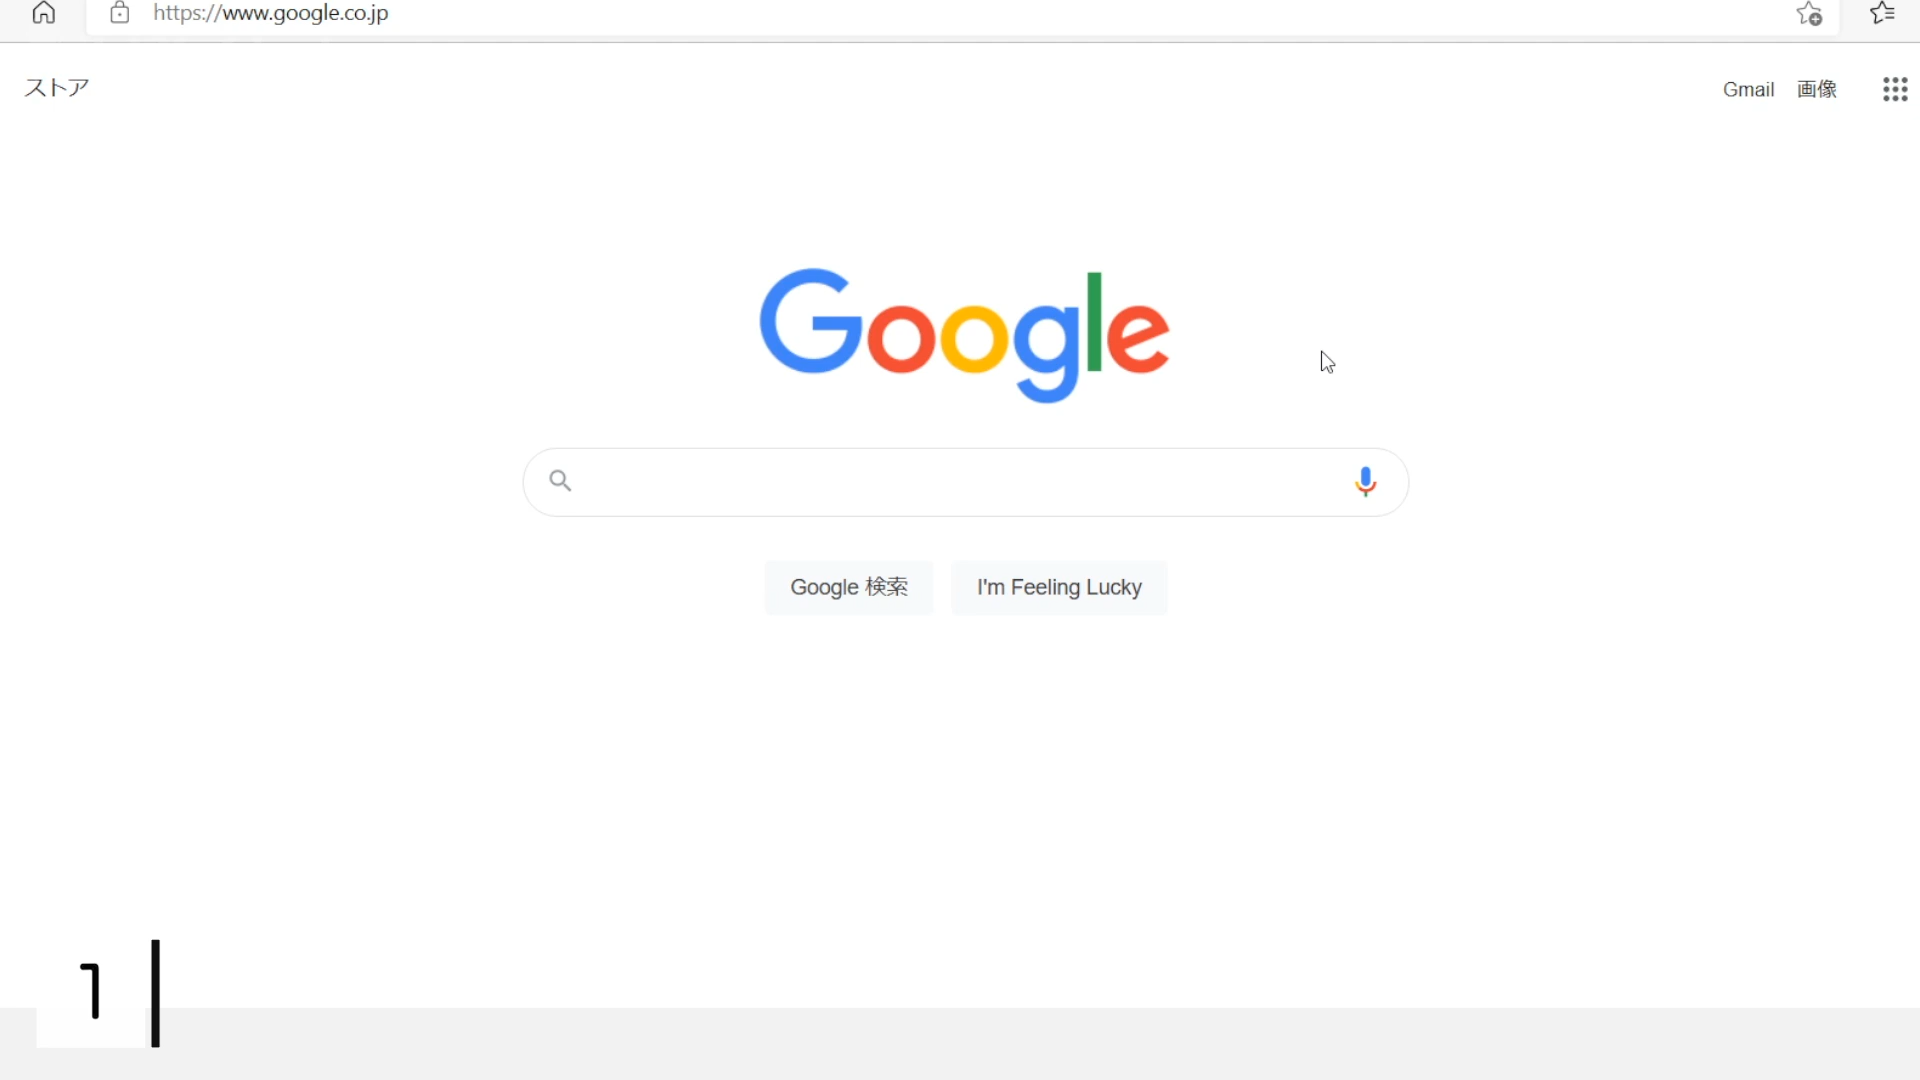 https://www.google.co.jp
ストア
Gmail 画像
Google
Google 検索 I'm Feeling Lucky
1